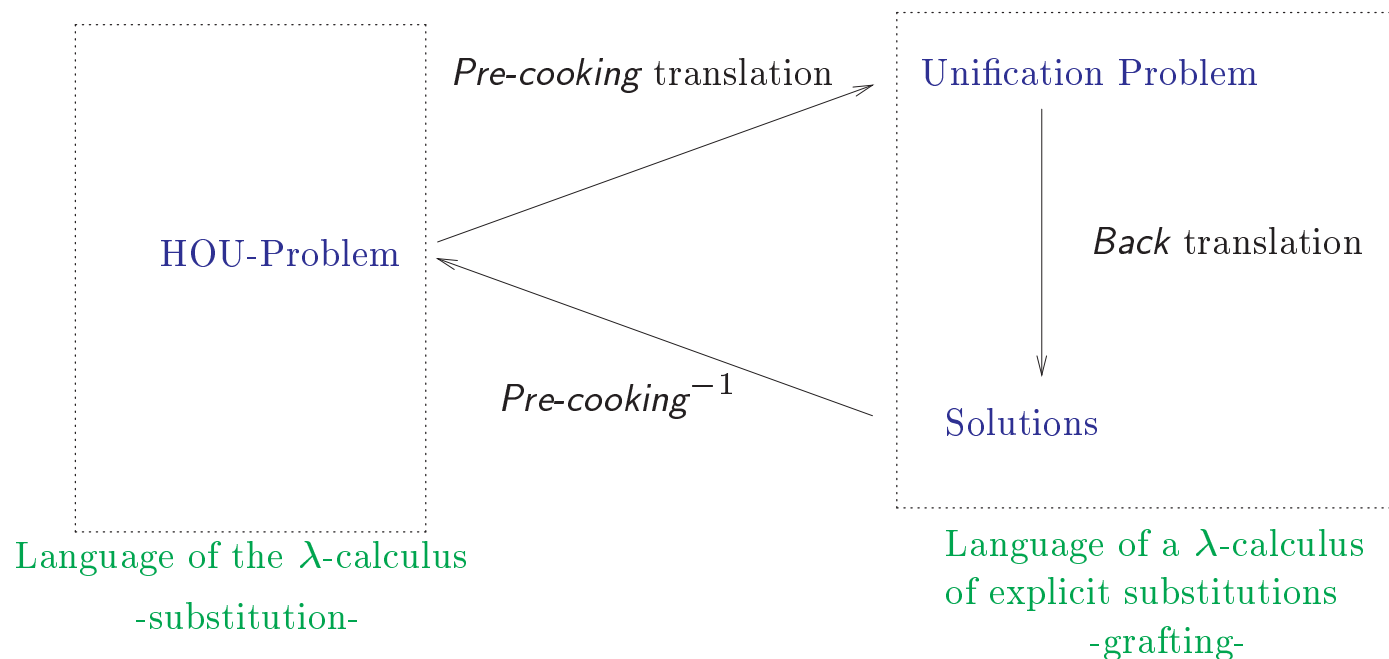 Pre-cooking translation
Unification Problem
HOU-Problem
Back translation
Pre-cooking⁻¹
Solutions
Language of the λ-calculus
-substitution-
Language of a λ-calculus
of explicit substitutions
-grafting-